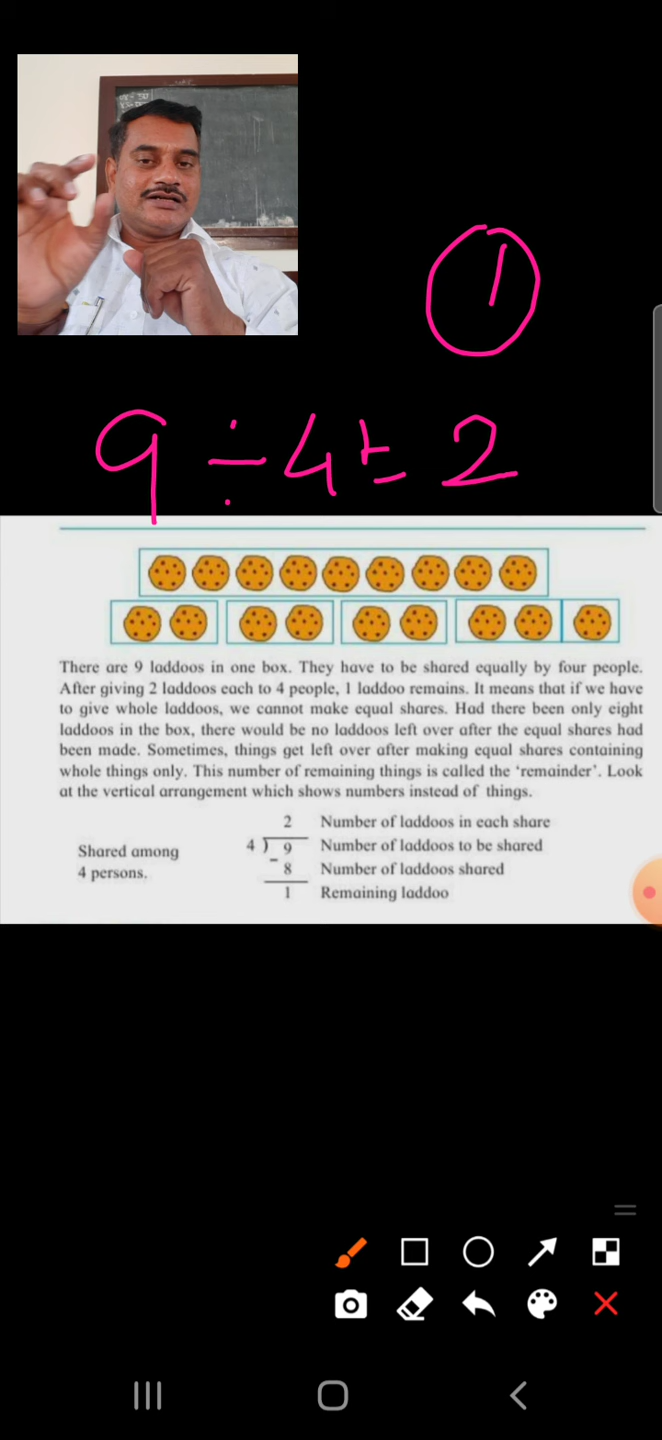 1
9 ÷ 4 = 2
There are 9 laddoos in one box. They have to be shared equally by four people.
After giving 2 laddoos each to 4 people, 1 laddoo remains. It means that if we have
to give whole laddoos, we cannot make equal shares. Had there been only eight
laddoos in the box, there would be no laddoos left over after the equal shares had
been made. Sometimes, things get left over after making equal shares containing
whole things only. This number of remaining things is called the ‘remainder’. Look
at the vertical arrangement which shows numbers instead of things.
2 Number of laddoos in each share
Shared among 4 ) 9 Number of laddoos to be shared
4 persons. - 8 Number of laddoos shared
1 Remaining laddoo